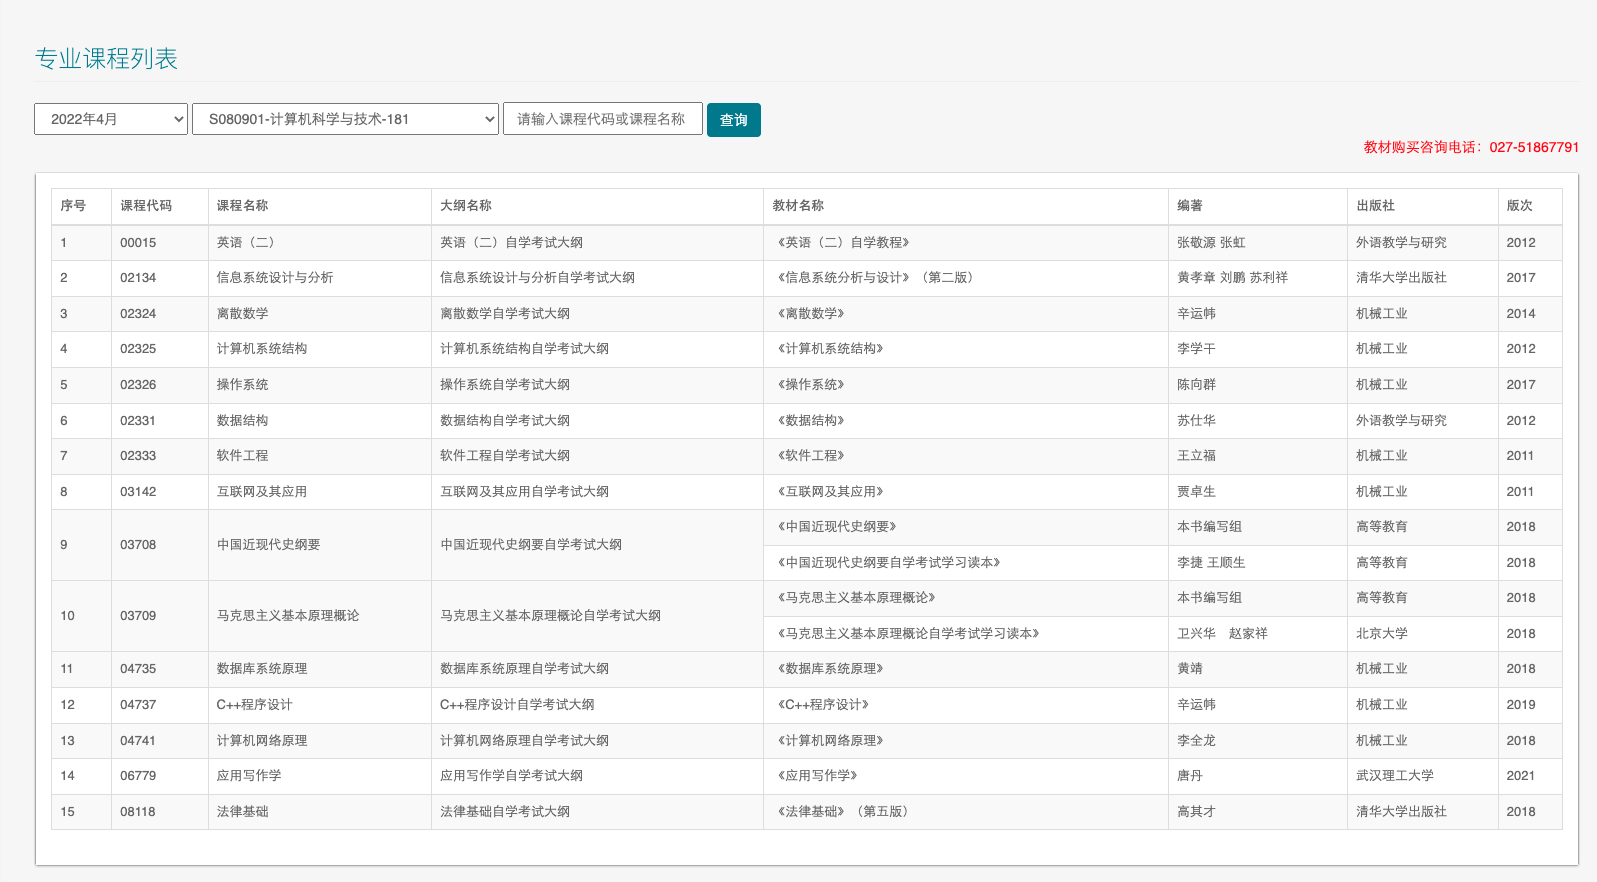 专业课程列表
2022年4月 S080901-计算机科学与技术-181 请输入课程代码或课程名称 查询
教材购买咨询电话：027-51867791
序号 课程代码 课程名称 大纲名称 教材名称 编著 出版社 版次
1 00015 英语（二） 英语（二）自学考试大纲 《英语（二）自学教程》 张敬源 张虹 外语教学与研究 2012
2 02134 信息系统设计与分析 信息系统设计与分析自学考试大纲 《信息系统分析与设计》（第二版） 黄孝章 刘鹏 苏利祥 清华大学出版社 2017
3 02324 离散数学 离散数学自学考试大纲 《离散数学》 辛运帏 机械工业 2014
4 02325 计算机系统结构 计算机系统结构自学考试大纲 《计算机系统结构》 李学干 机械工业 2012
5 02326 操作系统 操作系统自学考试大纲 《操作系统》 陈向群 机械工业 2017
6 02331 数据结构 数据结构自学考试大纲 《数据结构》 苏仕华 外语教学与研究 2012
7 02333 软件工程 软件工程自学考试大纲 《软件工程》 王立福 机械工业 2011
8 03142 互联网及其应用 互联网及其应用自学考试大纲 《互联网及其应用》 贾卓生 机械工业 2011
9 03708 中国近现代史纲要 中国近现代史纲要自学考试大纲 《中国近现代史纲要》 本书编写组 高等教育 2018
《中国近现代史纲要自学考试学习读本》 李捷 王顺生 高等教育 2018
10 03709 马克思主义基本原理概论 马克思主义基本原理概论自学考试大纲 《马克思主义基本原理概论》 本书编写组 高等教育 2018
《马克思主义基本原理概论自学考试学习读本》 卫兴华 赵家祥 北京大学 2018
11 04735 数据库系统原理 数据库系统原理自学考试大纲 《数据库系统原理》 黄靖 机械工业 2018
12 04737 C++程序设计 C++程序设计自学考试大纲 《C++程序设计》 辛运帏 机械工业 2019
13 04741 计算机网络原理 计算机网络原理自学考试大纲 《计算机网络原理》 李全龙 机械工业 2018
14 06779 应用写作学 应用写作学自学考试大纲 《应用写作学》 唐丹 武汉理工大学 2021
15 08118 法律基础 法律基础自学考试大纲 《法律基础》（第五版） 高其才 清华大学出版社 2018